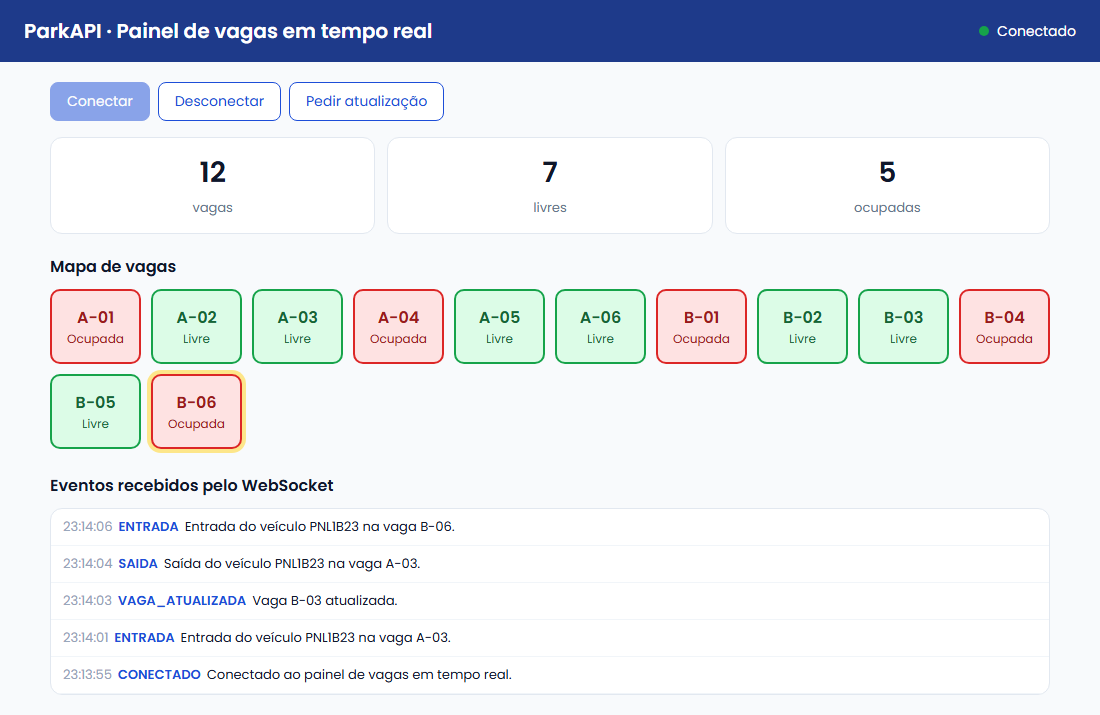 ParkAPI · Painel de vagas em tempo real
Conectado
Conectar Desconectar Pedir atualização
12 7 5
vagas livres ocupadas
Mapa de vagas
A-01 A-02 A-03 A-04 A-05 A-06 B-01 B-02 B-03 B-04
Ocupada Livre Livre Ocupada Livre Livre Ocupada Livre Livre Ocupada
B-05 B-06
Livre Ocupada
Eventos recebidos pelo WebSocket
23:14:06 ENTRADA Entrada do veículo PNL1B23 na vaga B-06.
23:14:04 SAIDA Saída do veículo PNL1B23 na vaga A-03.
23:14:03 VAGA_ATUALIZADA Vaga B-03 atualizada.
23:14:01 ENTRADA Entrada do veículo PNL1B23 na vaga A-03.
23:13:55 CONECTADO Conectado ao painel de vagas em tempo real.